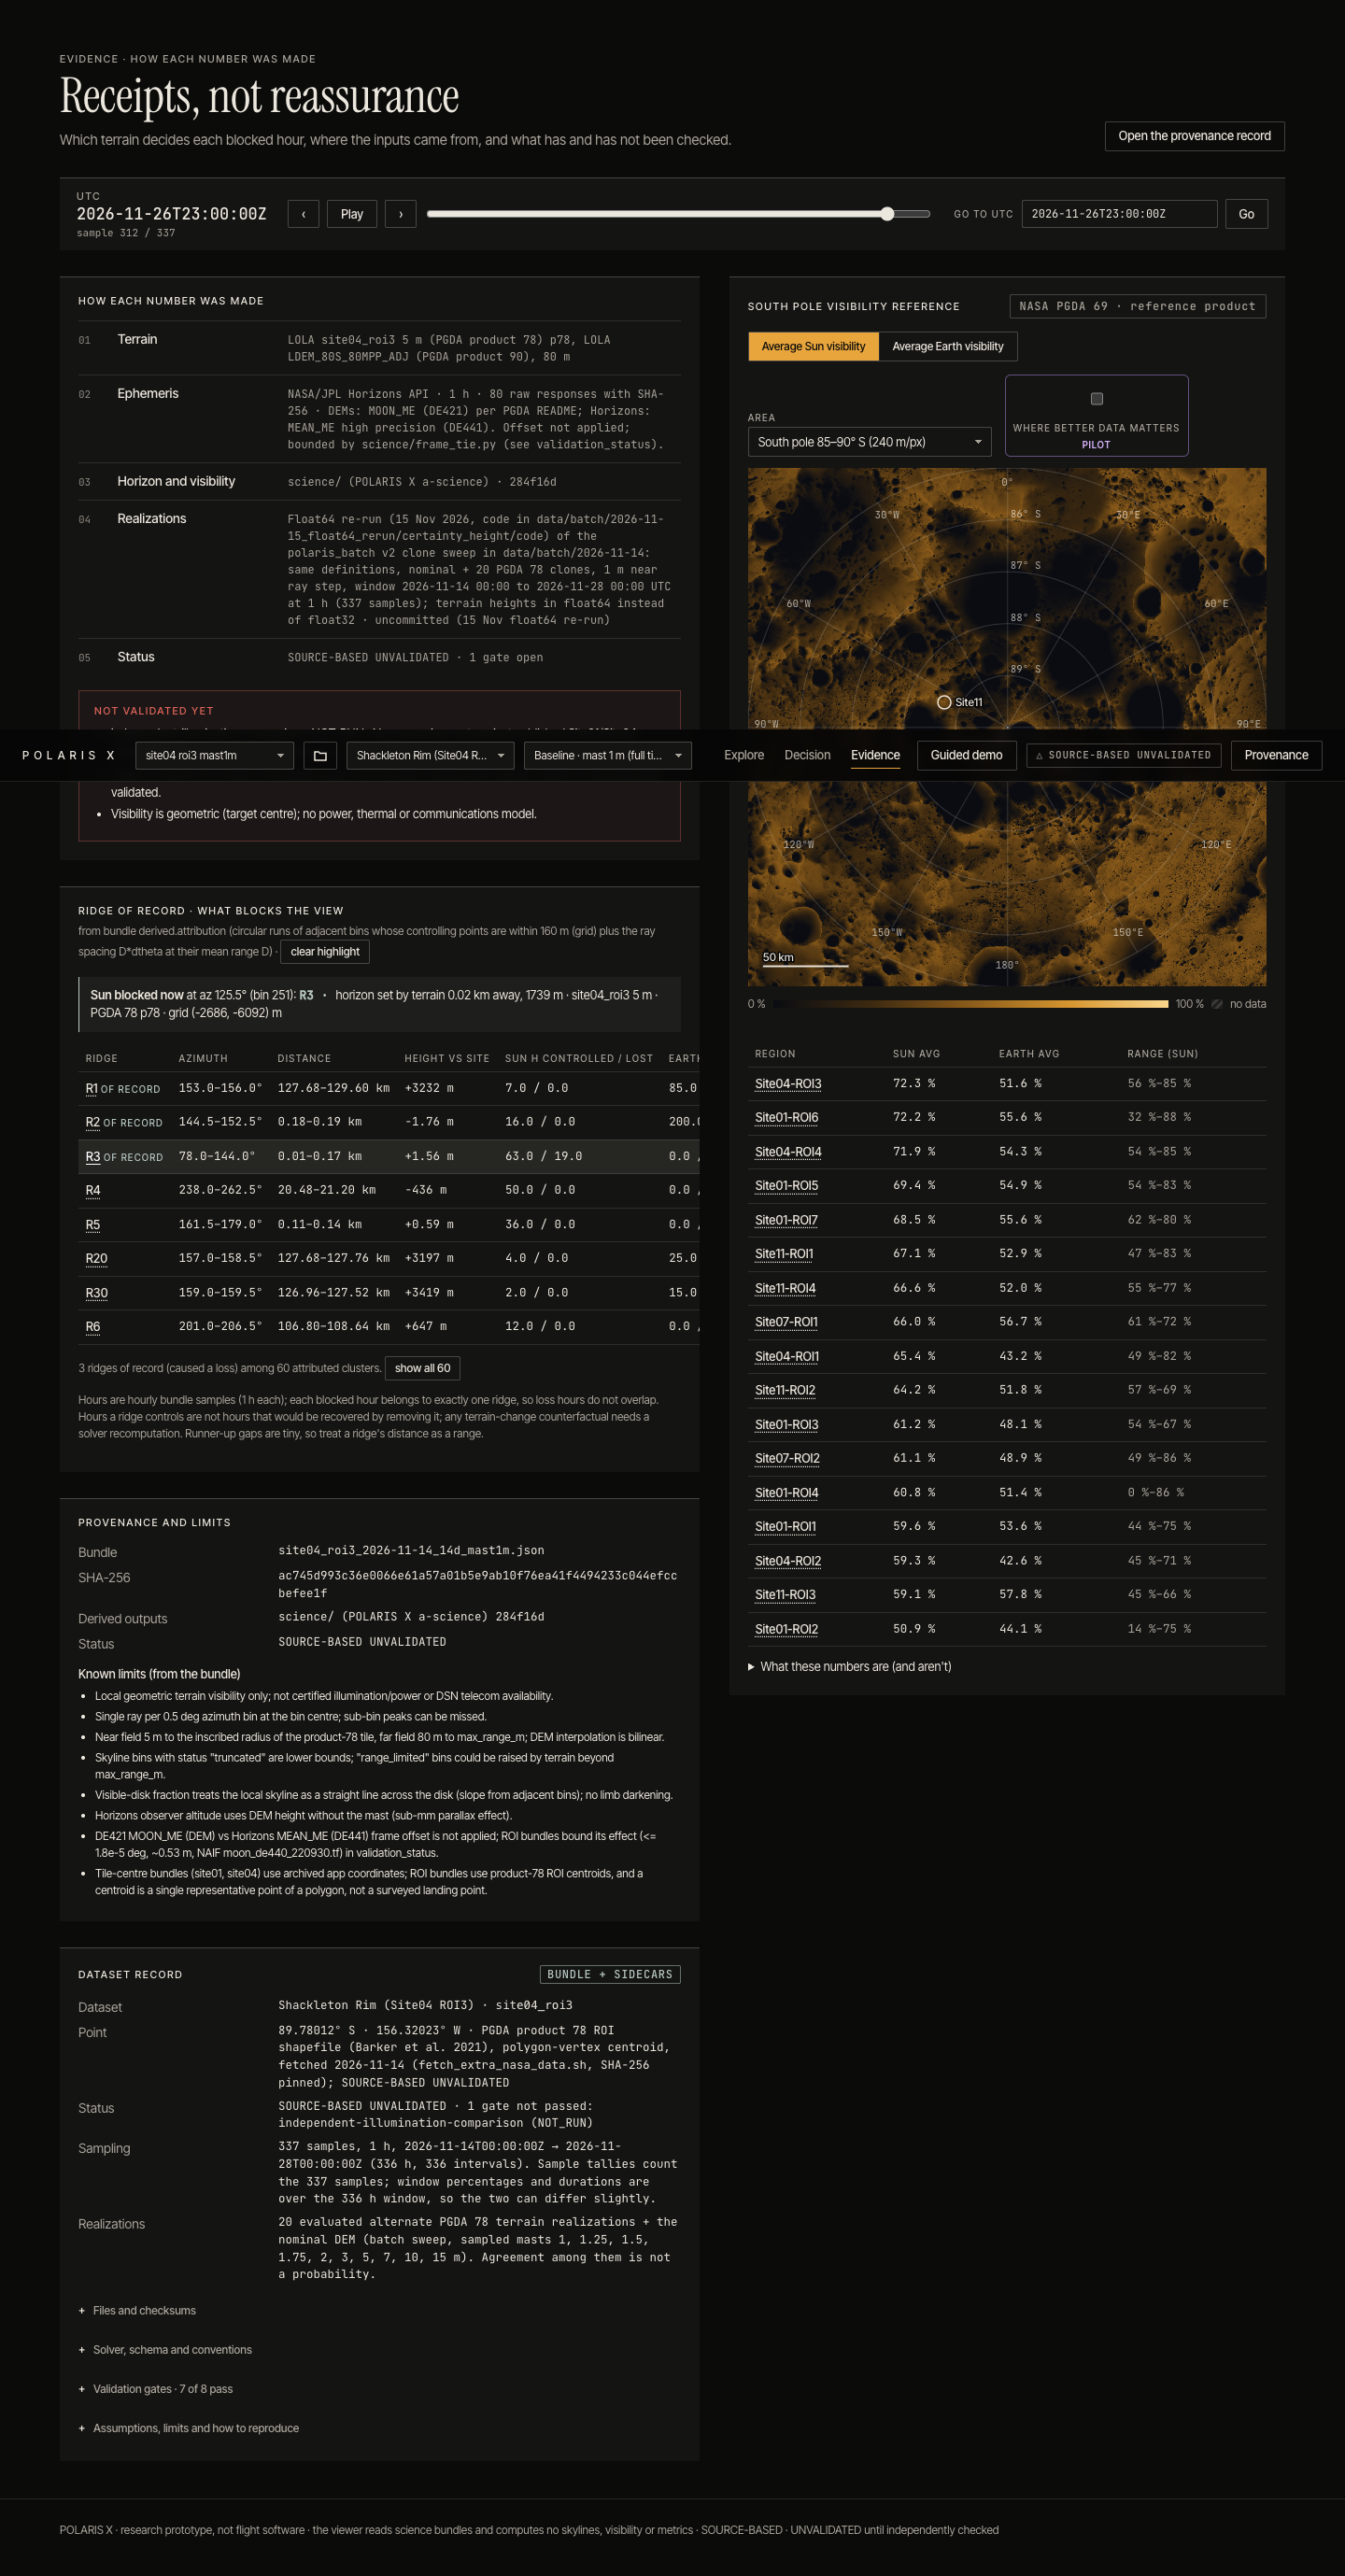 EVIDENCE · HOW EACH NUMBER WAS MADE
Receipts, not reassurance
Which terrain decides each blocked hour, where the inputs came from, and what has and has not been checked.
Open the provenance record
UTC
2026-11-26T23:00:00Z
sample 312 / 337
‹
Play
›
GO TO UTC
2026-11-26T23:00:00Z
Go
HOW EACH NUMBER WAS MADE
01 Terrain
LOLA site04_roi3 5 m (PGDA product 78) p78, LOLA
LDEM_80S_80MPP_ADJ (PGDA product 90), 80 m
02 Ephemeris
NASA/JPL Horizons API · 1 h · 80 raw responses with SHA-
256 · DEMs: MOON_ME (DE421) per PGDA README; Horizons:
MEAN_ME high precision (DE441). Offset not applied;
bounded by science/frame_tie.py (see validation_status).
03 Horizon and visibility
science/ (POLARIS X a-science) · 284f16d
04 Realizations
Float64 re-run (15 Nov 2026, code in data/batch/2026-11-
15_float64_rerun/certainty_height/code) of the
polaris_batch v2 clone sweep in data/batch/2026-11-14:
same definitions, nominal + 20 PGDA 78 clones, 1 m near
ray step, window 2026-11-14 00:00 to 2026-11-28 00:00 UTC
at 1 h (337 samples); terrain heights in float64 instead
of float32 · uncommitted (15 Nov float64 re-run)
05 Status
SOURCE-BASED UNVALIDATED · 1 gate open
NOT VALIDATED YET
POLARIS X
site04 roi3 mast1m
Shackleton Rim (Site04 R...
Baseline · mast 1 m (full ti...
Explore
Decision
Evidence
Guided demo
△ SOURCE-BASED UNVALIDATED
Provenance
validated.
• Visibility is geometric (target centre); no power, thermal or communications model.
RIDGE OF RECORD · WHAT BLOCKS THE VIEW
from bundle derived.attribution (circular runs of adjacent bins whose controlling points are within 160 m (grid) plus the ray
spacing D*dtheta at their mean range D) · clear highlight
Sun blocked now at az 125.5° (bin 251): R3 · horizon set by terrain 0.02 km away, 1739 m · site04_roi3 5 m ·
PGDA 78 p78 · grid (-2686, -6092) m
RIDGE AZIMUTH DISTANCE HEIGHT VS SITE SUN H CONTROLLED / LOST EARTH
R1 OF RECORD 153.0–156.0° 127.68–129.60 km +3232 m 7.0 / 0.0 85.0
R2 OF RECORD 144.5–152.5° 0.18–0.19 km -1.76 m 16.0 / 0.0 200.0
R3 OF RECORD 78.0–144.0° 0.01–0.17 km +1.56 m 63.0 / 19.0 0.0 /
R4 238.0–262.5° 20.48–21.20 km -436 m 50.0 / 0.0 0.0 /
R5 161.5–179.0° 0.11–0.14 km +0.59 m 36.0 / 0.0 0.0 /
R20 157.0–158.5° 127.68–127.76 km +3197 m 4.0 / 0.0 25.0
R30 159.0–159.5° 126.96–127.52 km +3419 m 2.0 / 0.0 15.0
R6 201.0–206.5° 106.80–108.64 km +647 m 12.0 / 0.0 0.0 /
3 ridges of record (caused a loss) among 60 attributed clusters. show all 60
Hours are hourly bundle samples (1 h each); each blocked hour belongs to exactly one ridge, so loss hours do not overlap.
Hours a ridge controls are not hours that would be recovered by removing it; any terrain-change counterfactual needs a
solver recomputation. Runner-up gaps are tiny, so treat a ridge's distance as a range.
PROVENANCE AND LIMITS
Bundle site04_roi3_2026-11-14_14d_mast1m.json
SHA-256 ac745d993c36e0066e61a57a01b5e9ab10f76ea41f4494233c044efcc
befee1f
Derived outputs science/ (POLARIS X a-science) 284f16d
Status SOURCE-BASED UNVALIDATED
Known limits (from the bundle)
• Local geometric terrain visibility only; not certified illumination/power or DSN telecom availability.
• Single ray per 0.5 deg azimuth bin at the bin centre; sub-bin peaks can be missed.
• Near field 5 m to the inscribed radius of the product-78 tile, far field 80 m to max_range_m; DEM interpolation is bilinear.
• Skyline bins with status "truncated" are lower bounds; "range_limited" bins could be raised by terrain beyond
max_range_m.
• Visible-disk fraction treats the local skyline as a straight line across the disk (slope from adjacent bins); no limb darkening.
• Horizons observer altitude uses DEM height without the mast (sub-mm parallax effect).
• DE421 MOON_ME (DEM) vs Horizons MEAN_ME (DE441) frame offset is not applied; ROI bundles bound its effect (<=
1.8e-5 deg, ~0.53 m, NAIF moon_de440_220930.tf) in validation_status.
• Tile-centre bundles (site01, site04) use archived app coordinates; ROI bundles use product-78 ROI centroids, and a
centroid is a single representative point of a polygon, not a surveyed landing point.
DATASET RECORD
BUNDLE + SIDECARS
Dataset Shackleton Rim (Site04 ROI3) · site04_roi3
Point 89.78012° S · 156.32023° W · PGDA product 78 ROI
shapefile (Barker et al. 2021), polygon-vertex centroid,
fetched 2026-11-14 (fetch_extra_nasa_data.sh, SHA-256
pinned); SOURCE-BASED UNVALIDATED
Status SOURCE-BASED UNVALIDATED · 1 gate not passed:
independent-illumination-comparison (NOT_RUN)
Sampling 337 samples, 1 h, 2026-11-14T00:00:00Z → 2026-11-
28T00:00:00Z (336 h, 336 intervals). Sample tallies count
the 337 samples; window percentages and durations are
over the 336 h window, so the two can differ slightly.
Realizations 20 evaluated alternate PGDA 78 terrain realizations + the
nominal DEM (batch sweep, sampled masts 1, 1.25, 1.5,
1.75, 2, 3, 5, 7, 10, 15 m). Agreement among them is not
a probability.
+ Files and checksums
+ Solver, schema and conventions
+ Validation gates · 7 of 8 pass
+ Assumptions, limits and how to reproduce
SOUTH POLE VISIBILITY REFERENCE
NASA PGDA 69 · reference product
Average Sun visibility
Average Earth visibility
AREA
South pole 85–90° S (240 m/px)
WHERE BETTER DATA MATTERS
PILOT
0°
30°W
86° S
30°E
87° S
60°W
60°E
88° S
89° S
Site11
90°W
90°E
120°W
120°E
150°W
150°E
180°
50 km
0 %
100 %
no data
REGION SUN AVG EARTH AVG RANGE (SUN)
Site04-ROI3 72.3 % 51.6 % 56 %–85 %
Site01-ROI6 72.2 % 55.6 % 32 %–88 %
Site04-ROI4 71.9 % 54.3 % 54 %–85 %
Site01-ROI5 69.4 % 54.9 % 54 %–83 %
Site01-ROI7 68.5 % 55.6 % 62 %–80 %
Site11-ROI1 67.1 % 52.9 % 47 %–83 %
Site11-ROI4 66.6 % 52.0 % 55 %–77 %
Site07-ROI1 66.0 % 56.7 % 61 %–72 %
Site04-ROI1 65.4 % 43.2 % 49 %–82 %
Site11-ROI2 64.2 % 51.8 % 57 %–69 %
Site01-ROI3 61.2 % 48.1 % 54 %–67 %
Site07-ROI2 61.1 % 48.9 % 49 %–86 %
Site01-ROI4 60.8 % 51.4 % 0 %–86 %
Site01-ROI1 59.6 % 53.6 % 44 %–75 %
Site04-ROI2 59.3 % 42.6 % 45 %–71 %
Site11-ROI3 59.1 % 57.8 % 45 %–66 %
Site01-ROI2 50.9 % 44.1 % 14 %–75 %
▶ What these numbers are (and aren't)
POLARIS X · research prototype, not flight software · the viewer reads science bundles and computes no skylines, visibility or metrics · SOURCE-BASED · UNVALIDATED until independently checked